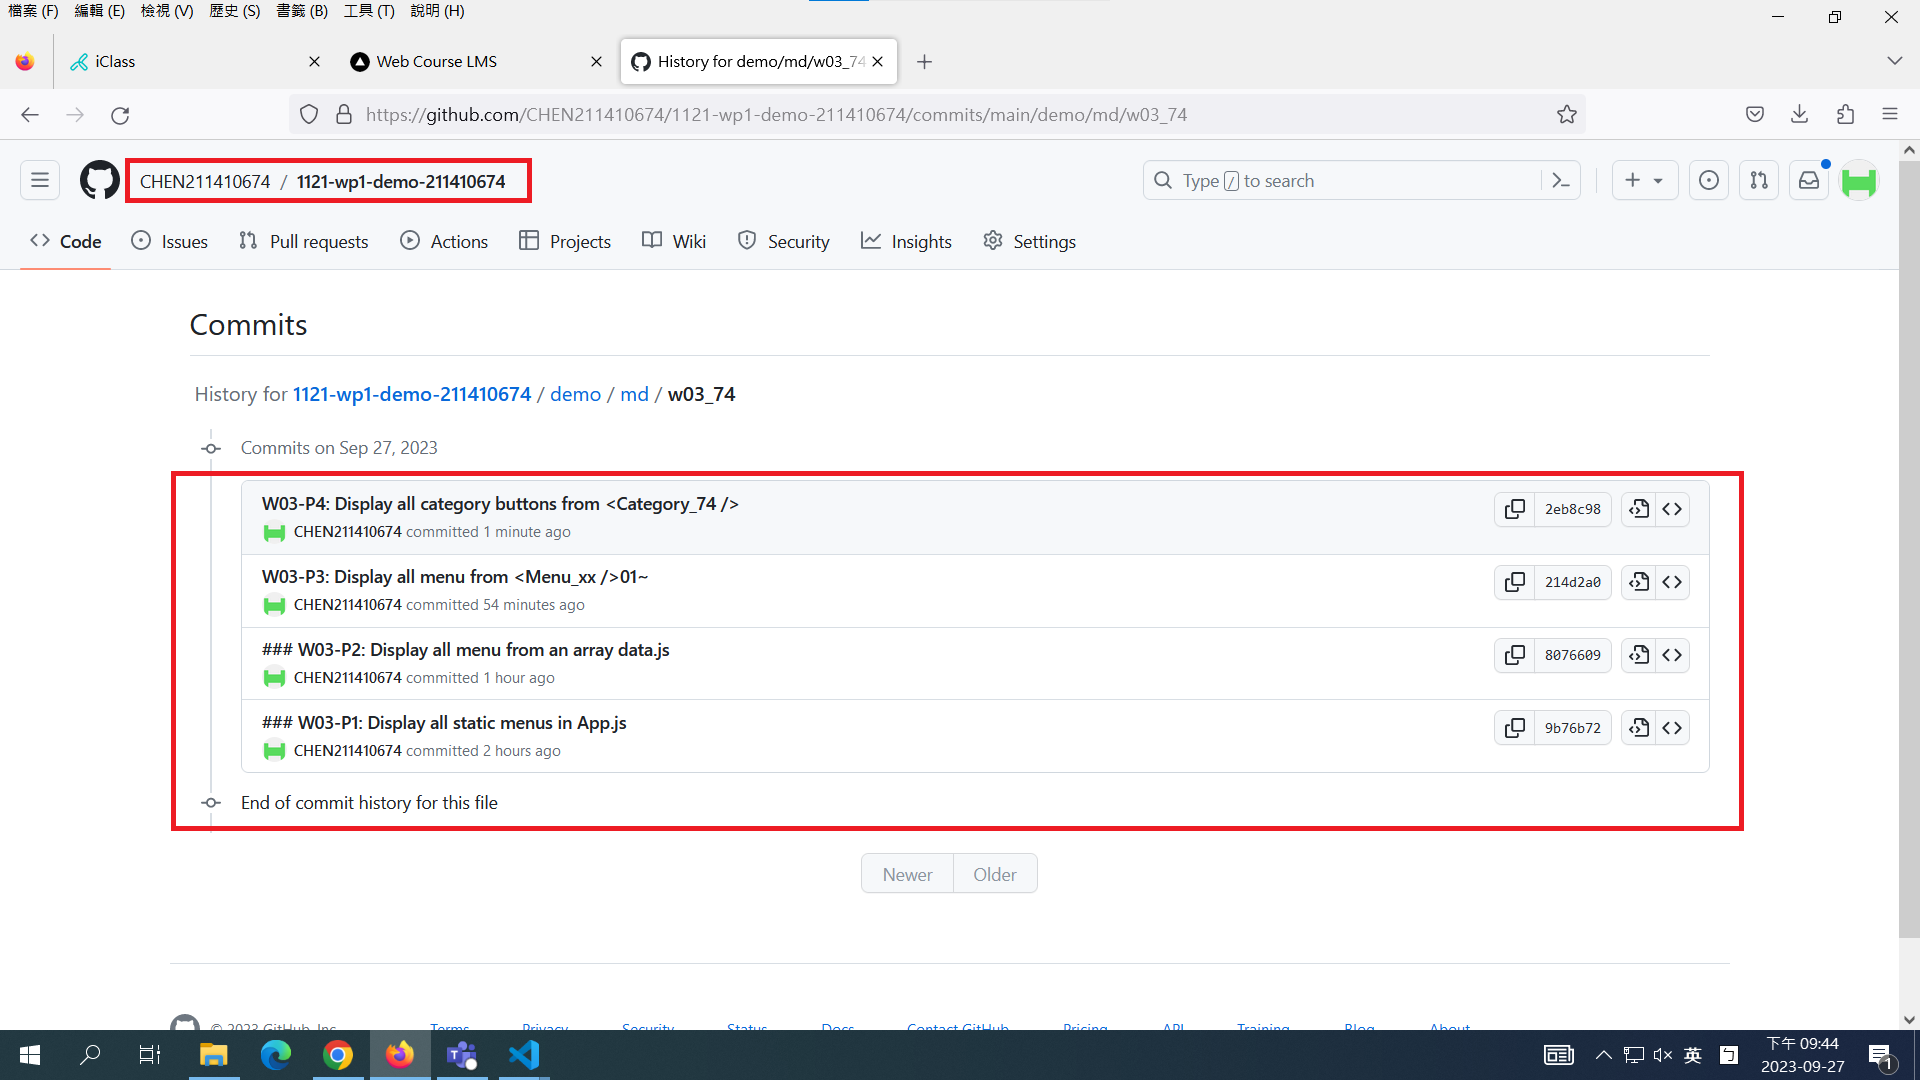 檔案 (F) 編輯 (E) 檢視 (V) 歷史 (S) 書籤 (B) 工具 (T) 說明 (H)
iClass
Web Course LMS
History for demo/md/w03_74
https://github.com/CHEN211410674/1121-wp1-demo-211410674/commits/main/demo/md/w03_74
CHEN211410674 / 1121-wp1-demo-211410674
Type / to search
Code Issues Pull requests Actions Projects Wiki Security Insights Settings
Commits
History for 1121-wp1-demo-211410674 / demo / md / w03_74
Commits on Sep 27, 2023
W03-P4: Display all category buttons from <Category_74 />
CHEN211410674 committed 1 minute ago
2eb8c98
W03-P3: Display all menu from <Menu_xx />01~
CHEN211410674 committed 54 minutes ago
214d2a0
### W03-P2: Display all menu from an array data.js
CHEN211410674 committed 1 hour ago
8076609
### W03-P1: Display all static menus in App.js
CHEN211410674 committed 2 hours ago
9b76b72
End of commit history for this file
Newer Older
© 2023 GitHub, Inc. Terms Privacy Security Status Docs Contact GitHub Pricing API Training Blog About
英
下午 09:44
2023-09-27
1